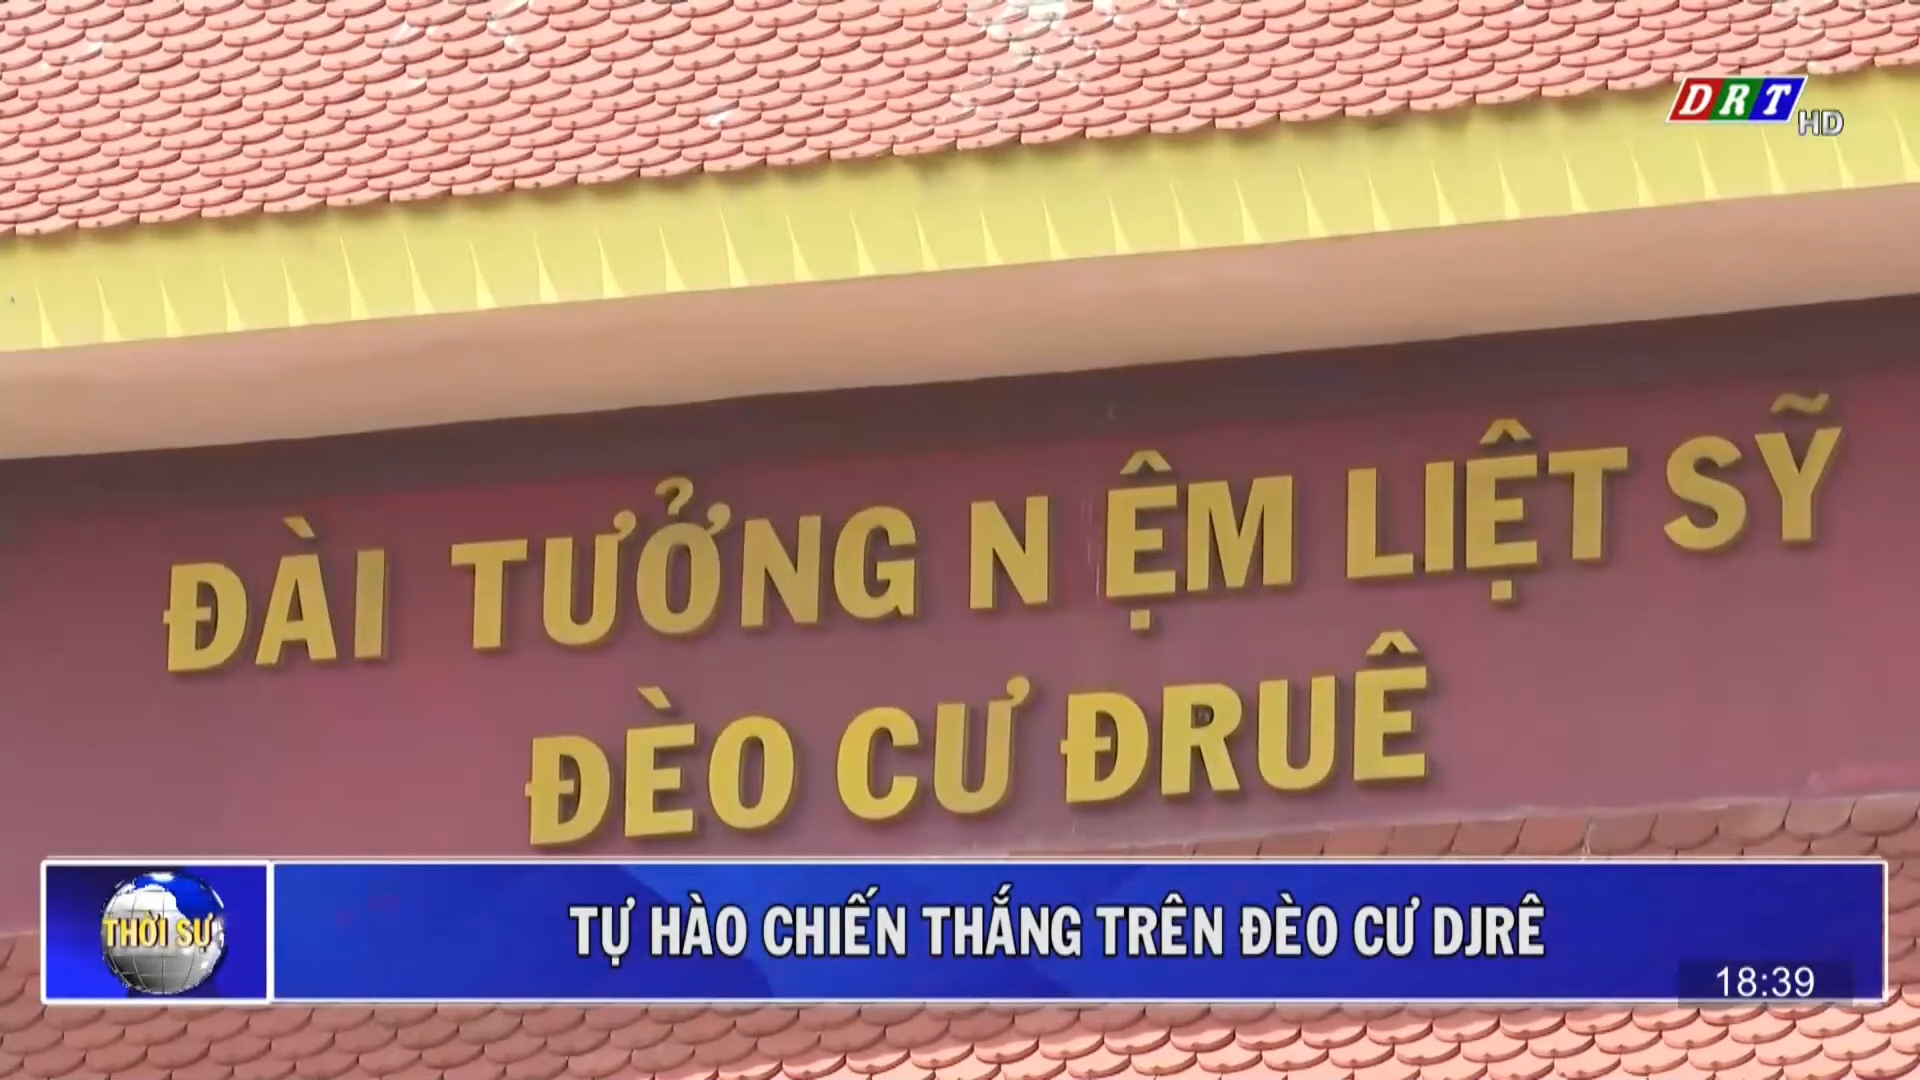 DRT HD
ĐÀI TƯỞNG N ỆM LIỆT SỸ
ĐÈO CƯ ĐRUÊ
THỜI SỰ
TỰ HÀO CHIẾN THẮNG TRÊN ĐÈO CƯ DJRÊ
18:39